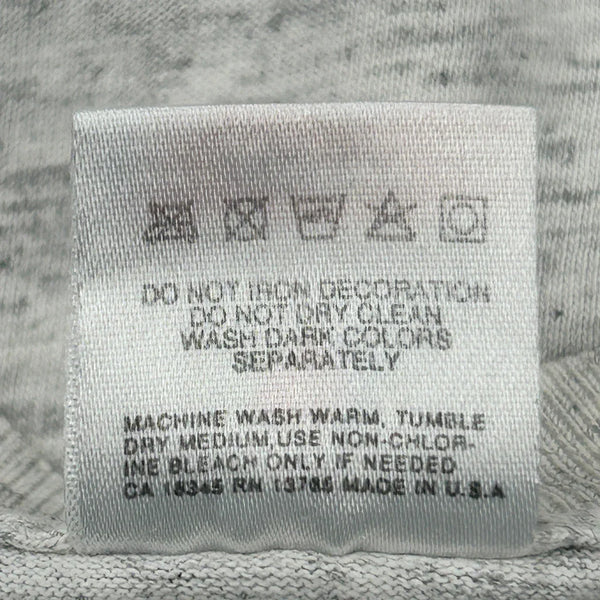 DO NOT IRON DECORATION
DO NOT DRY CLEAN
WASH DARK COLORS
SEPARATELY
MACHINE WASH WARM, TUMBLE
DRY MEDIUM. USE NON-CHLOR-
INE BLEACH ONLY IF NEEDED
CA 18345 RN 13765 MADE IN U.S.A